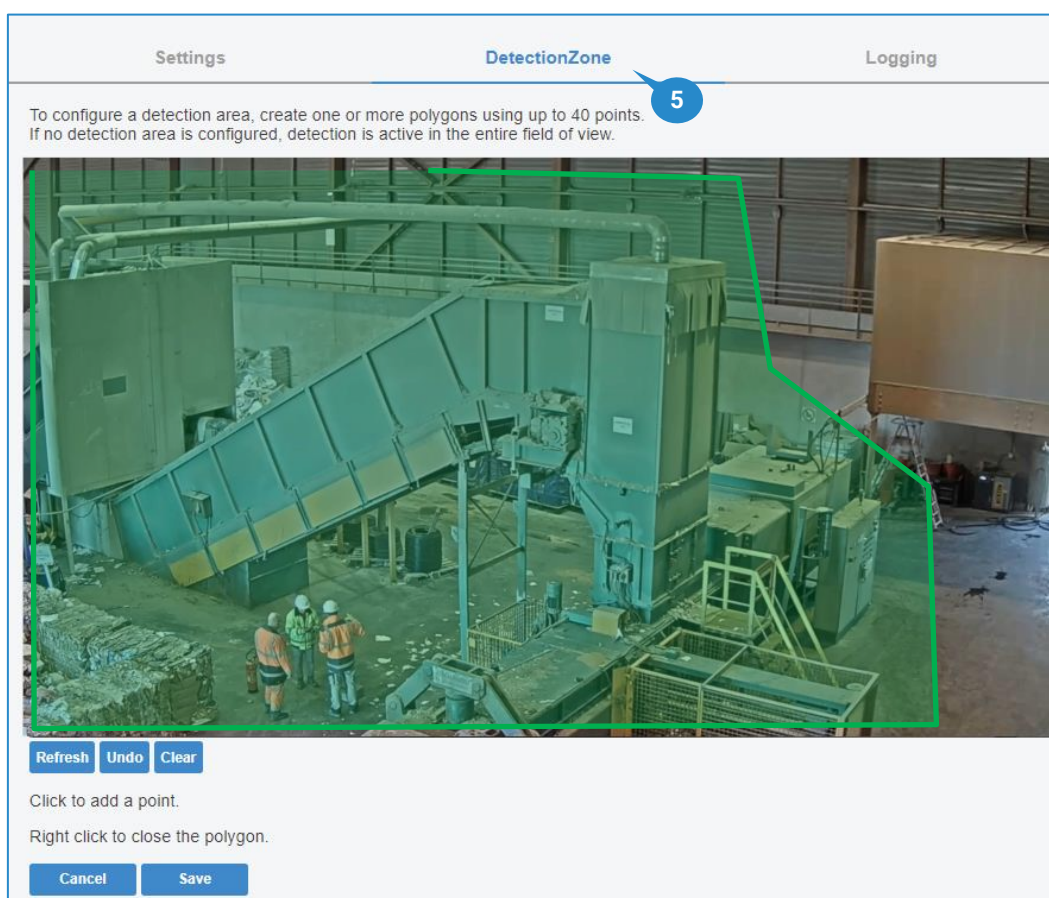 Settings DetectionZone Logging
5
To configure a detection area, create one or more polygons using up to 40 points.
If no detection area is configured, detection is active in the entire field of view.
Refresh Undo Clear
Click to add a point.
Right click to close the polygon.
Cancel Save